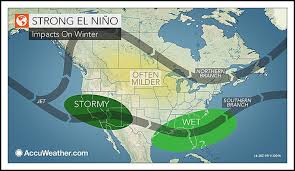 STRONG EL NIÑO
Impacts On Winter
OFTEN
MILDER
NORTHERN
BRANCH
SOUTHERN
BRANCH
JET
STORMY
WET
AccuWeather.com